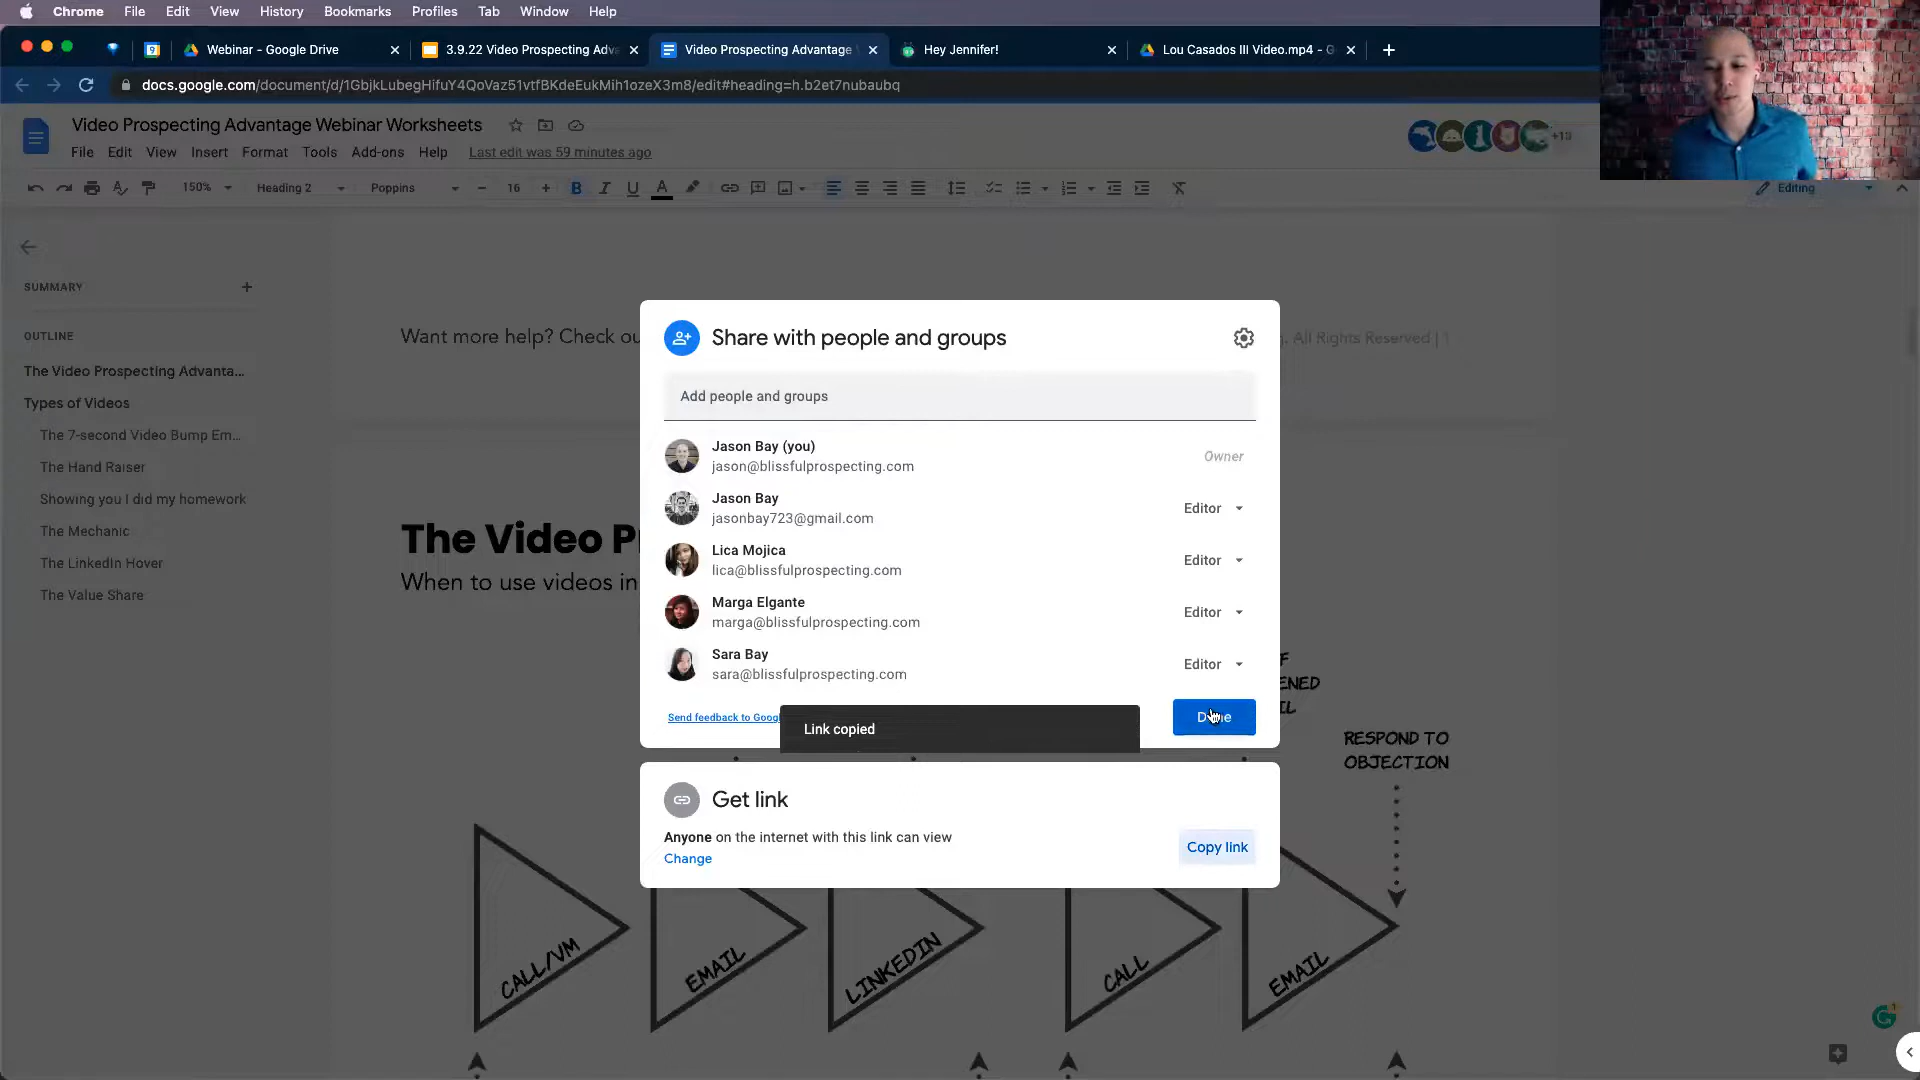 Chrome File Edit View History Bookmarks Profiles Tab Window Help
9 Webinar - Google Drive
3.9.22 Video Prospecting Adv
Video Prospecting Advantage
Hey Jennifer!
Lou Casados III Video.mp4 - G
docs.google.com/document/d/1GbjkLubegHifuY4QoVaz51vtfBKdeEukMih1ozeX3m8/edit#heading=h.b2et7nubaubq
Video Prospecting Advantage Webinar Worksheets
+19
File Edit View Insert Format Tools Add-ons Help Last edit was 59 minutes ago
150% Heading 2 Poppins 16 B I U A Editing
SUMMARY
OUTLINE
The Video Prospecting Advanta...
Types of Videos
The 7-second Video Bump Em...
The Hand Raiser
Showing you I did my homework
The Mechanic
The LinkedIn Hover
The Value Share
Want more help? Check ou
g. All Rights Reserved | 1
The Video P
When to use videos in
Share with people and groups
Add people and groups
Jason Bay (you)
jason@blissfulprospecting.com
Owner
Jason Bay
jasonbay723@gmail.com
Editor
Lica Mojica
lica@blissfulprospecting.com
Editor
Marga Elgante
marga@blissfulprospecting.com
Editor
Sara Bay
sara@blissfulprospecting.com
Editor
Send feedback to Googl
Link copied
Get link
Anyone on the internet with this link can view
Change
Copy link
RESPOND TO
OBJECTION
CALL/VM
EMAIL
LINKEDIN
CALL
EMAIL